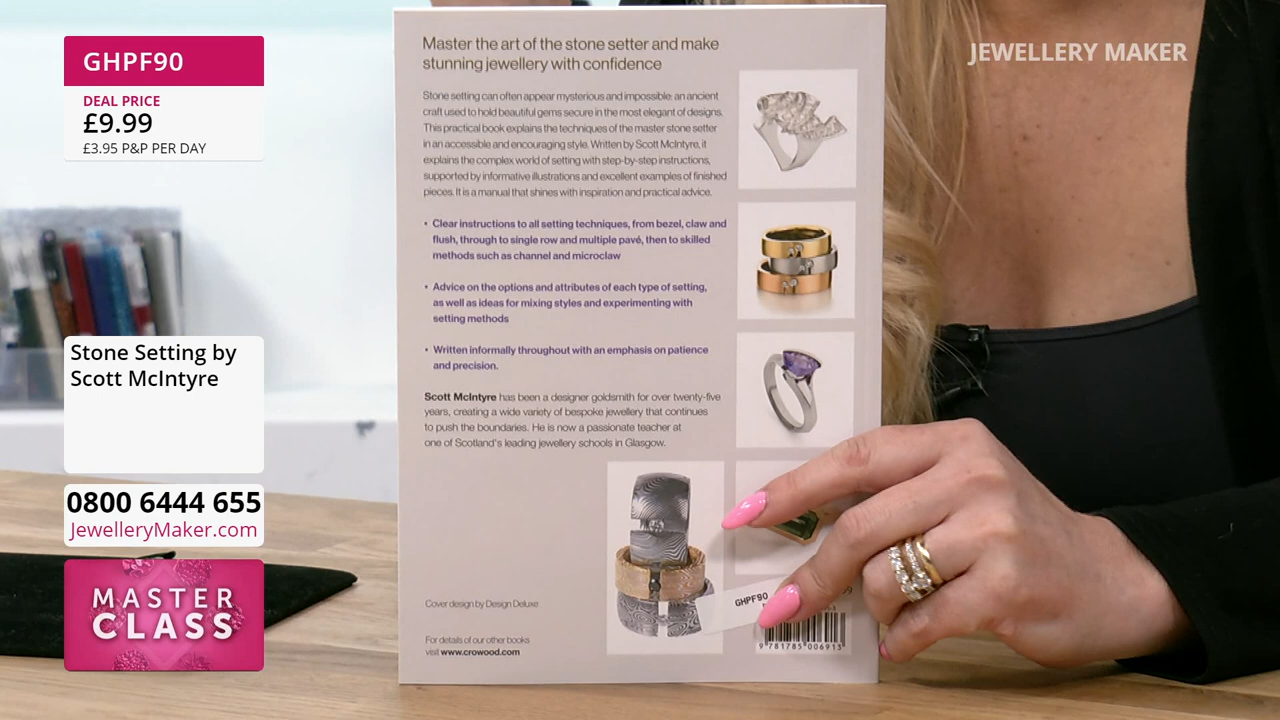 GHPF90
DEAL PRICE
£9.99
£3.95 P&P PER DAY
Stone Setting by
Scott McIntyre
0800 6444 655
JewelleryMaker.com
MASTER
CLASS
JEWELLERY MAKER
Master the art of the stone setter and make
stunning jewellery with confidence
Stone setting can often appear mysterious and impossible: an ancient
craft used to hold beautiful gems secure in the most elegant of designs.
This practical book explains the techniques of the master stone setter
in an accessible and encouraging style. Written by Scott McIntyre, it
explains the complex world of setting with step-by-step instructions,
supported by informative illustrations and excellent examples of finished
pieces. It is a manual that shines with inspiration and practical advice.
• Clear instructions to all setting techniques, from bezel, claw and
flush, through to single row and multiple pavé, then to skilled
methods such as channel and microclaw
• Advice on the options and attributes of each type of setting,
as well as ideas for mixing styles and experimenting with
setting methods
• Written informally throughout with an emphasis on patience
and precision.
Scott McIntyre has been a designer goldsmith for over twenty-five
years, creating a wide variety of bespoke jewellery that continues
to push the boundaries. He is now a passionate teacher at
one of Scotland's leading jewellery schools in Glasgow.
Cover design by Design Deluxe
For details of our other books
visit www.crowood.com
GHPF90
9 781785 006913